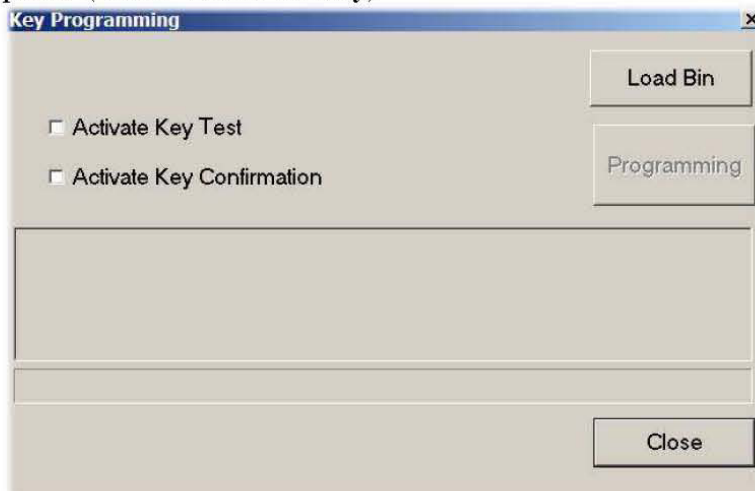 Key Programming
Load Bin
Activate Key Test
Programming
Activate Key Confirmation
Close